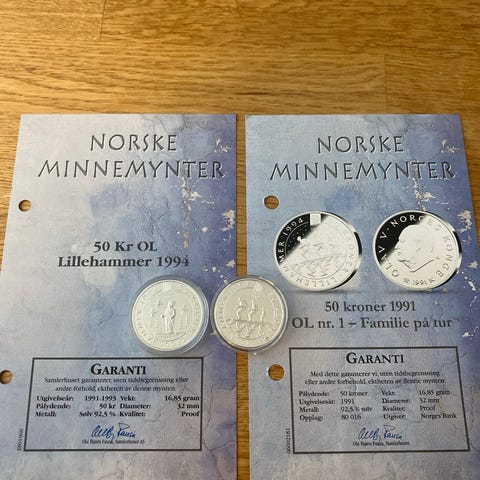 NORSKE
MINNEMYNTER
50 Kr OL
Lillehammer 1994
GARANTI
Samlerhuset garanterer, uten tidsbegrensning eller
andre forbehold, ektheten av denne mynten
Utgivelsesår: 1991-1993 Vekt: 16,85 gram
Pålydende: 50 kr Diameter: 32 mm
Metall: Sølv 92,5 % Kvalitet: Proof
Ole Bjørn Fausa, Samlerhuset AS
NORSKE
MINNEMYNTER
LILLEHAMMER 1994
OLAV V · NORGES KONGE
1991 K
50 kroner 1991
OL nr. 1 – Familie på tur
GARANTI
Med dette garanterer vi, uten tidsbegrensning
eller andre forbehold, ektheten av denne mynten
Pålydende: 50 kroner Vekt: 16,85 gram
Utgivelsesår: 1991 Diameter: 32 mm
Metall: 92,5% sølv Kvalitet: Proof
Opplag: 80 016 Utgiver: Norges Bank
Ole Bjørn Fausa, Samlerhuset